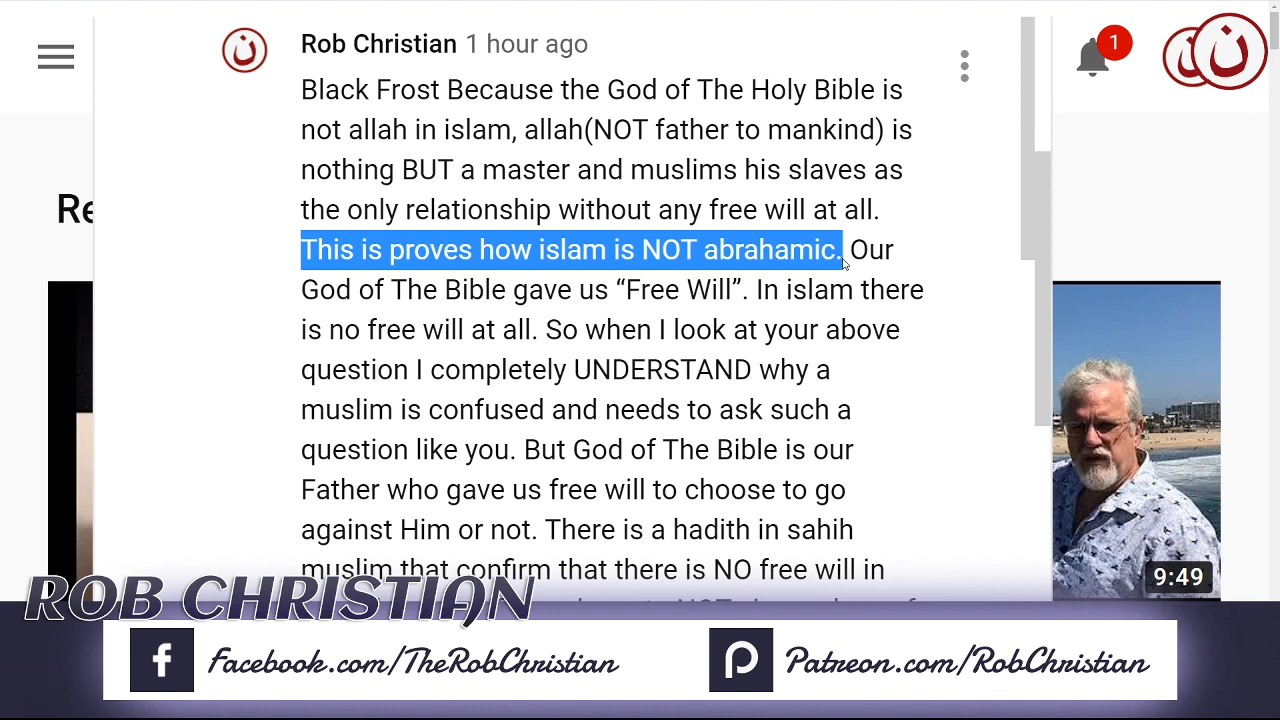 Rob Christian 1 hour ago
1
Black Frost Because the God of The Holy Bible is
not allah in islam, allah(NOT father to mankind) is
nothing BUT a master and muslims his slaves as
the only relationship without any free will at all.
This is proves how islam is NOT abrahamic. Our
God of The Bible gave us “Free Will”. In islam there
is no free will at all. So when I look at your above
question I completely UNDERSTAND why a
muslim is confused and needs to ask such a
question like you. But God of The Bible is our
Father who gave us free will to choose to go
against Him or not. There is a hadith in sahih
muslim that confirm that there is NO free will in
Re
ن
ن
9:49
ROB CHRISTIAN
Facebook.com/TheRobChristian
Patreon.com/RobChristian